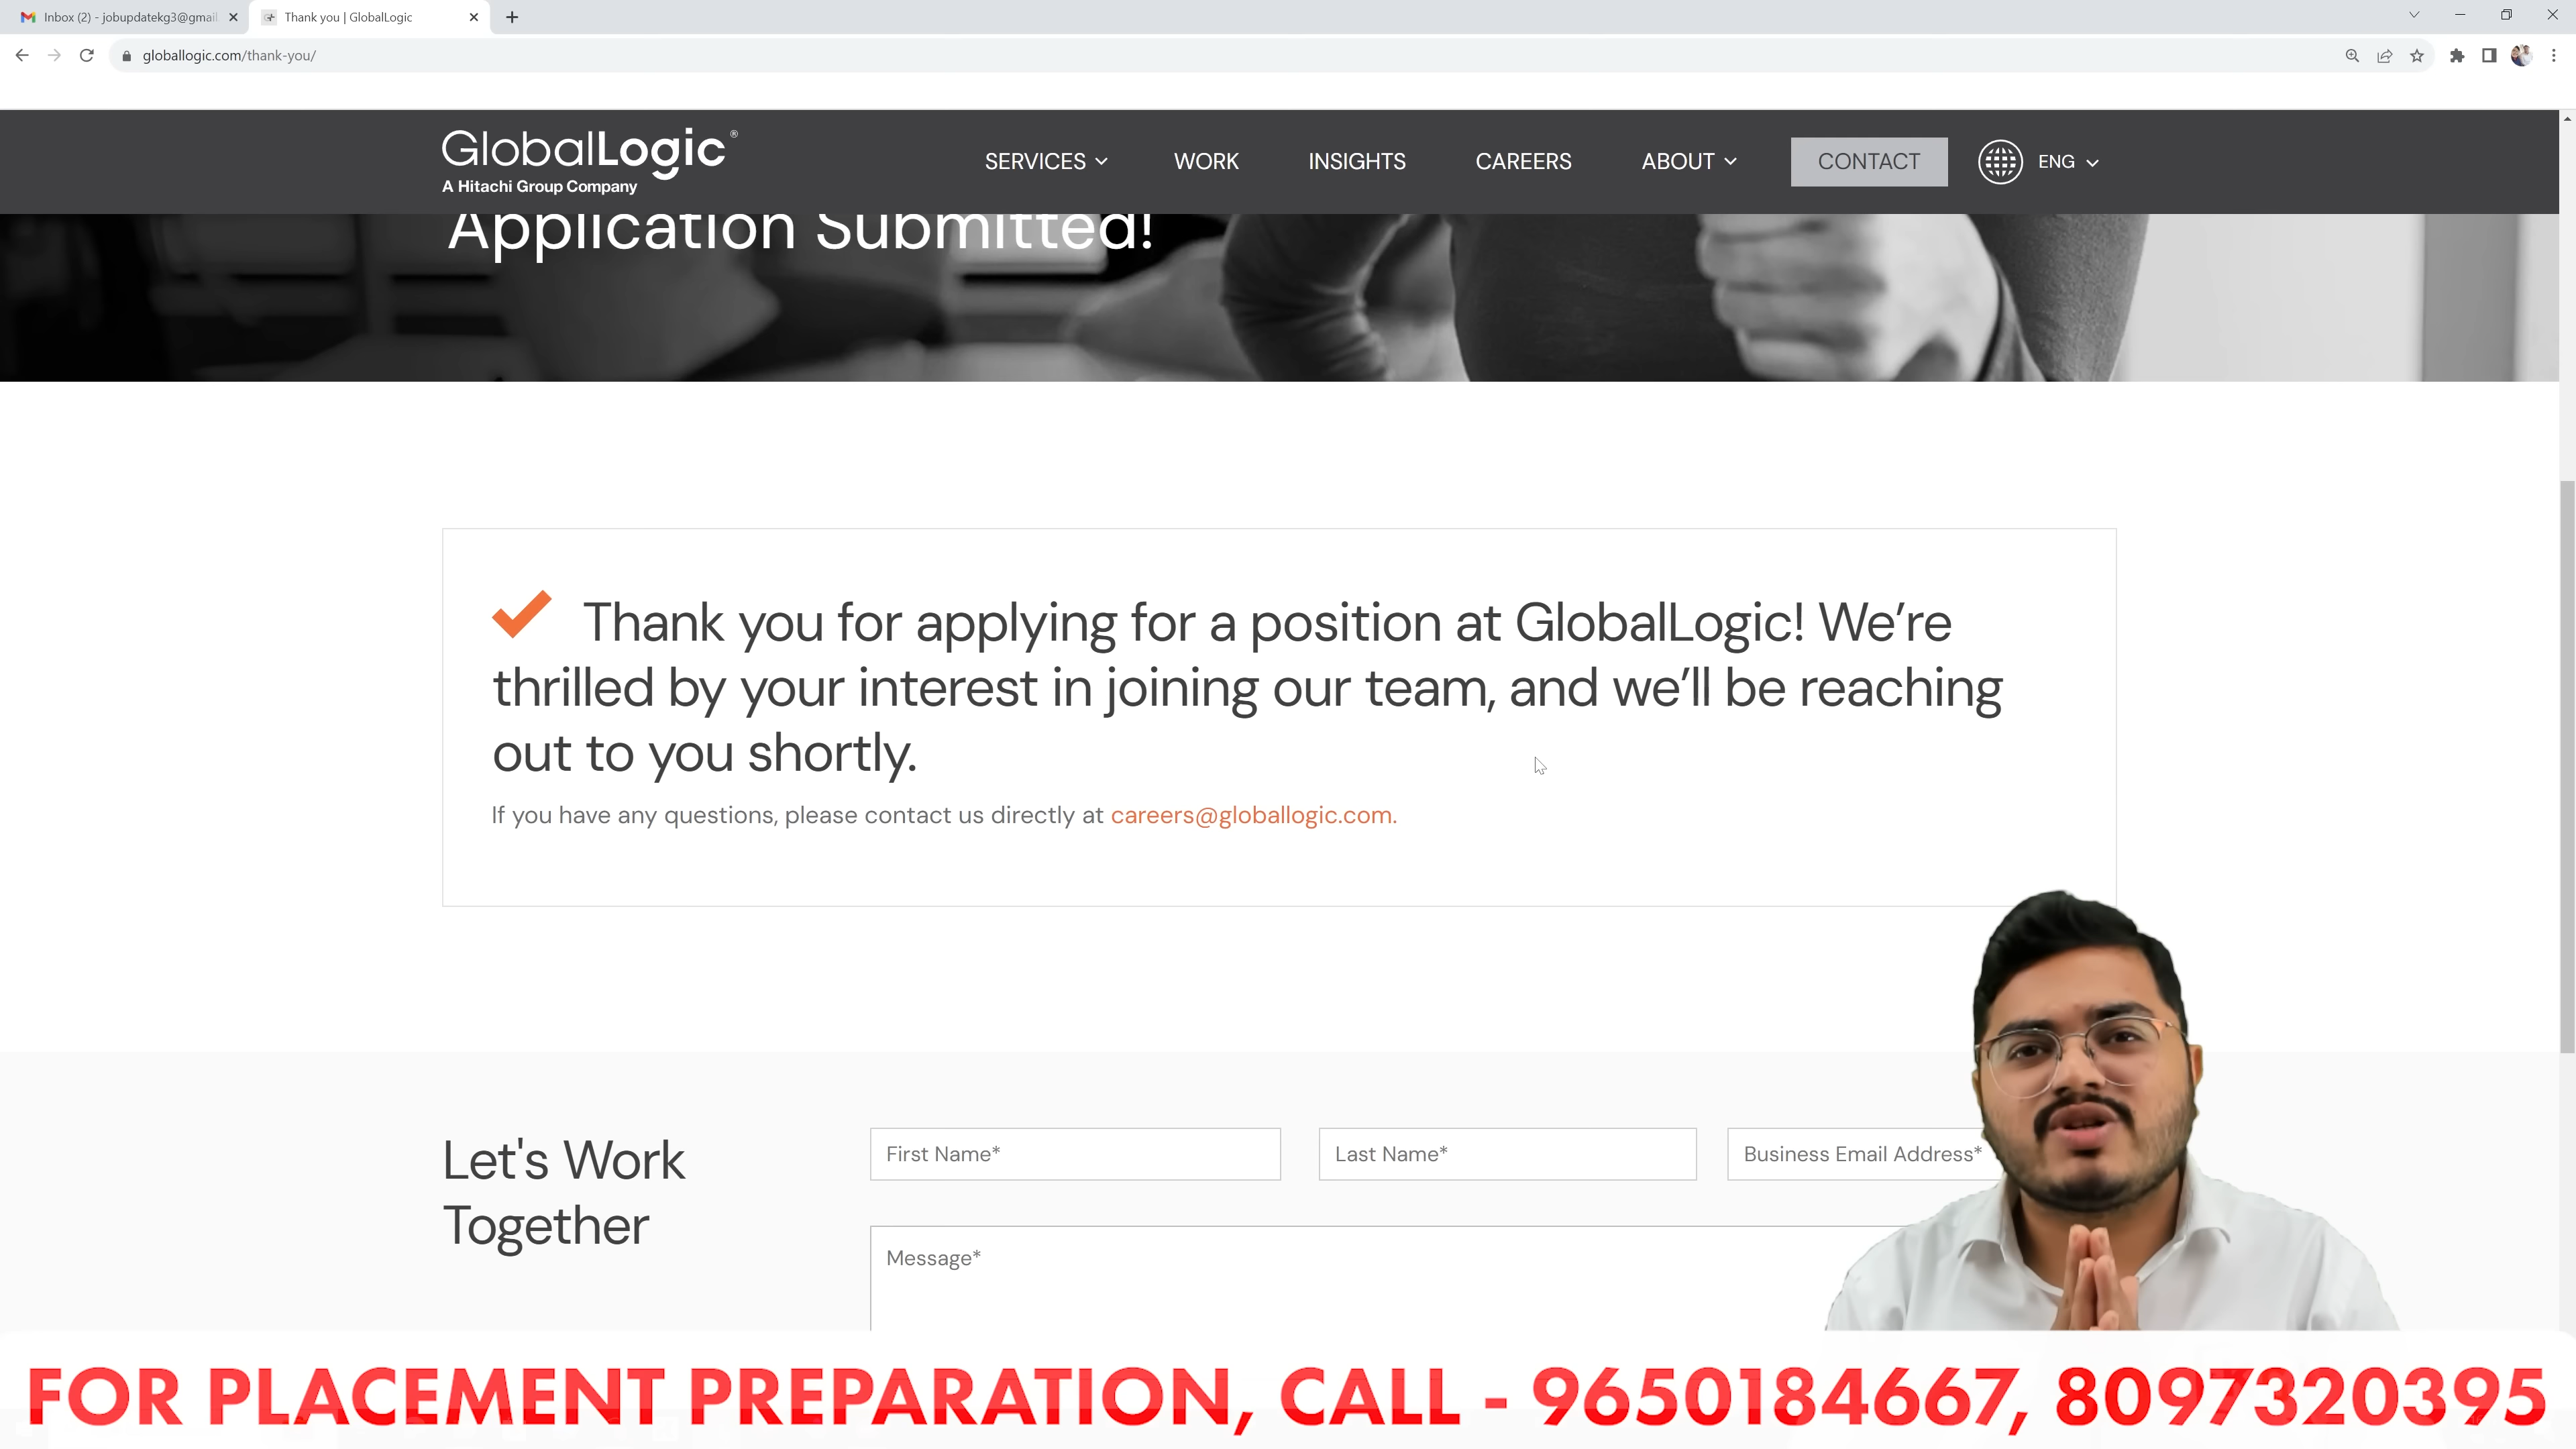 Inbox (2) - jobupdatekg3@gmail
Thank you | GlobalLogic
globallogic.com/thank-you/
GlobalLogic®
A Hitachi Group Company
SERVICES
WORK
INSIGHTS
CAREERS
ABOUT
CONTACT
ENG
Application Submitted!
Thank you for applying for a position at GlobalLogic! We’re
thrilled by your interest in joining our team, and we’ll be reaching
out to you shortly.
If you have any questions, please contact us directly at careers@globallogic.com.
Let's Work
Together
First Name*
Last Name*
Business Email Address*
Message*
FOR PLACEMENT PREPARATION, CALL - 9650184667, 8097320395